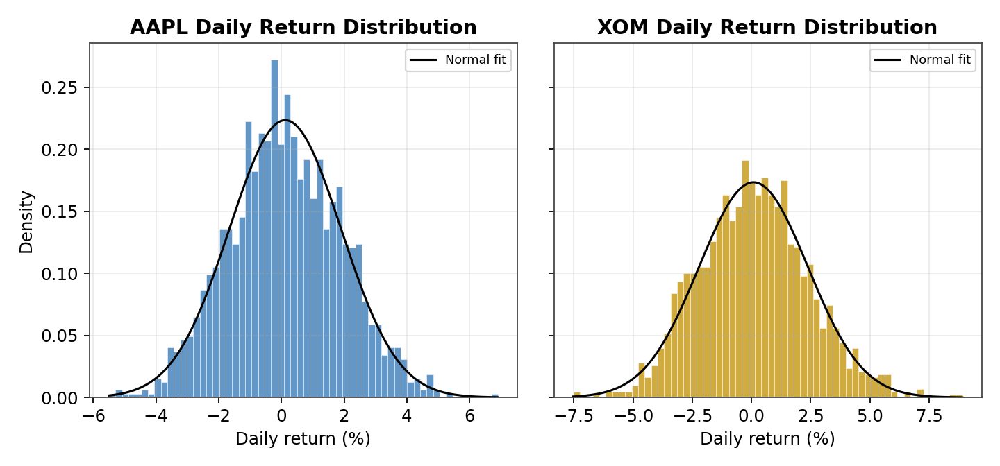 AAPL Daily Return Distribution
Normal fit
Density
0.25
0.20
0.15
0.10
0.05
0.00
−6 −4 −2 0 2 4 6
Daily return (%)
XOM Daily Return Distribution
Normal fit
−7.5 −5.0 −2.5 0.0 2.5 5.0 7.5
Daily return (%)